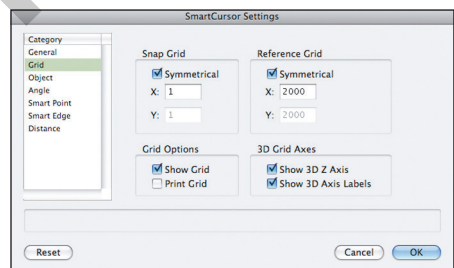 SmartCursor Settings
Category
General
Grid
Object
Angle
Smart Point
Smart Edge
Distance
Snap Grid
Symmetrical
X: 1
Y: 1
Reference Grid
Symmetrical
X: 2000
Y: 2000
Grid Options
Show Grid
Print Grid
3D Grid Axes
Show 3D Z Axis
Show 3D Axis Labels
Reset
Cancel
OK